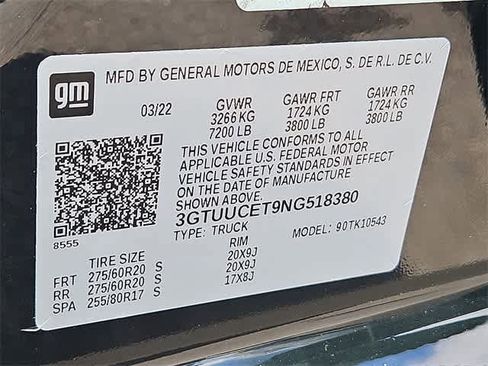 gm
MFD BY GENERAL MOTORS DE MEXICO, S. DE R.L. DE C.V.
03/22 GVWR GAWR FRT GAWR RR
3266 KG 1724 KG 1724 KG
7200 LB 3800 LB 3800 LB
THIS VEHICLE CONFORMS TO ALL
APPLICABLE U.S. FEDERAL MOTOR
VEHICLE SAFETY STANDARDS IN EFFECT
ON THE DATE OF MANUFACTURE SHOWN ABOVE.
3GTUUCET9NG518380
8555 TYPE: TRUCK MODEL: 90TK10543
TIRE SIZE RIM
FRT 275/60R20 S 20X9J
RR 275/60R20 S 20X9J
SPA 255/80R17 S 17X8J